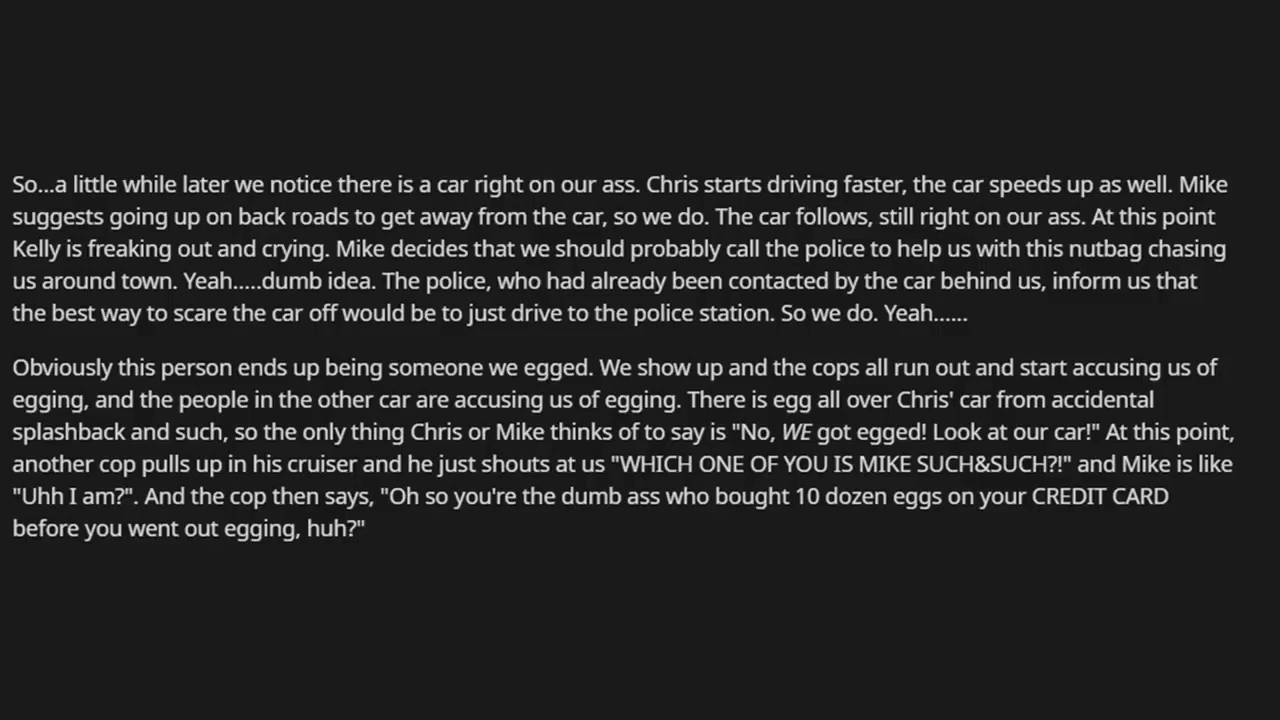 So...a little while later we notice there is a car right on our ass. Chris starts driving faster, the car speeds up as well. Mike
suggests going up on back roads to get away from the car, so we do. The car follows, still right on our ass. At this point
Kelly is freaking out and crying. Mike decides that we should probably call the police to help us with this nutbag chasing
us around town. Yeah.....dumb idea. The police, who had already been contacted by the car behind us, inform us that
the best way to scare the car off would be to just drive to the police station. So we do. Yeah......
Obviously this person ends up being someone we egged. We show up and the cops all run out and start accusing us of
egging, and the people in the other car are accusing us of egging. There is egg all over Chris' car from accidental
splashback and such, so the only thing Chris or Mike thinks of to say is "No, WE got egged! Look at our car!" At this point,
another cop pulls up in his cruiser and he just shouts at us "WHICH ONE OF YOU IS MIKE SUCH&SUCH?!" and Mike is like
"Uhh I am?". And the cop then says, "Oh so you're the dumb ass who bought 10 dozen eggs on your CREDIT CARD
before you went out egging, huh?"